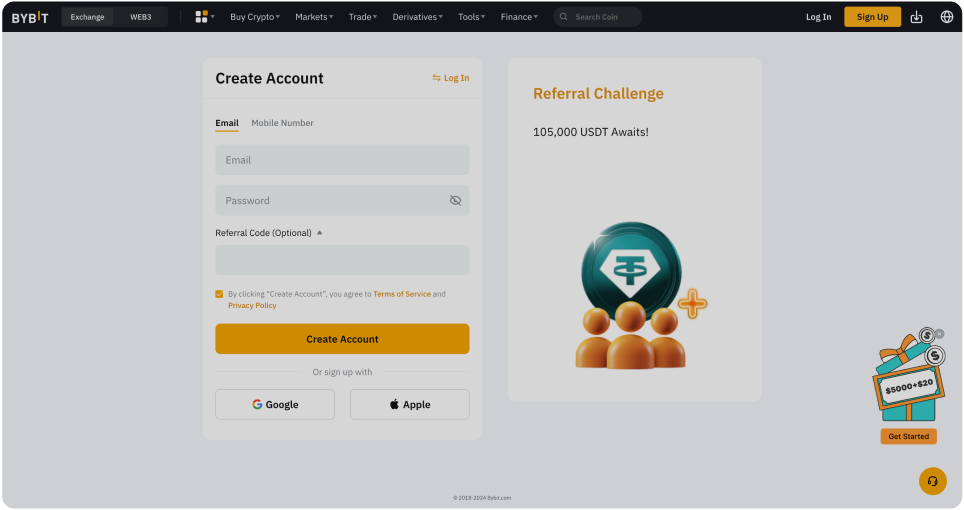 BYBIT Exchange WEB3 Buy Crypto Markets Trade Derivatives Tools Finance Search Coin Log In Sign Up
Create Account Log In
Email Mobile Number
Email
Password
Referral Code (Optional)
By clicking “Create Account”, you agree to Terms of Service and
Privacy Policy
Create Account
Or sign up with
Google Apple
Referral Challenge
105,000 USDT Awaits!
$
$
$5000+$20
Get Started
© 2018-2024 Bybit.com